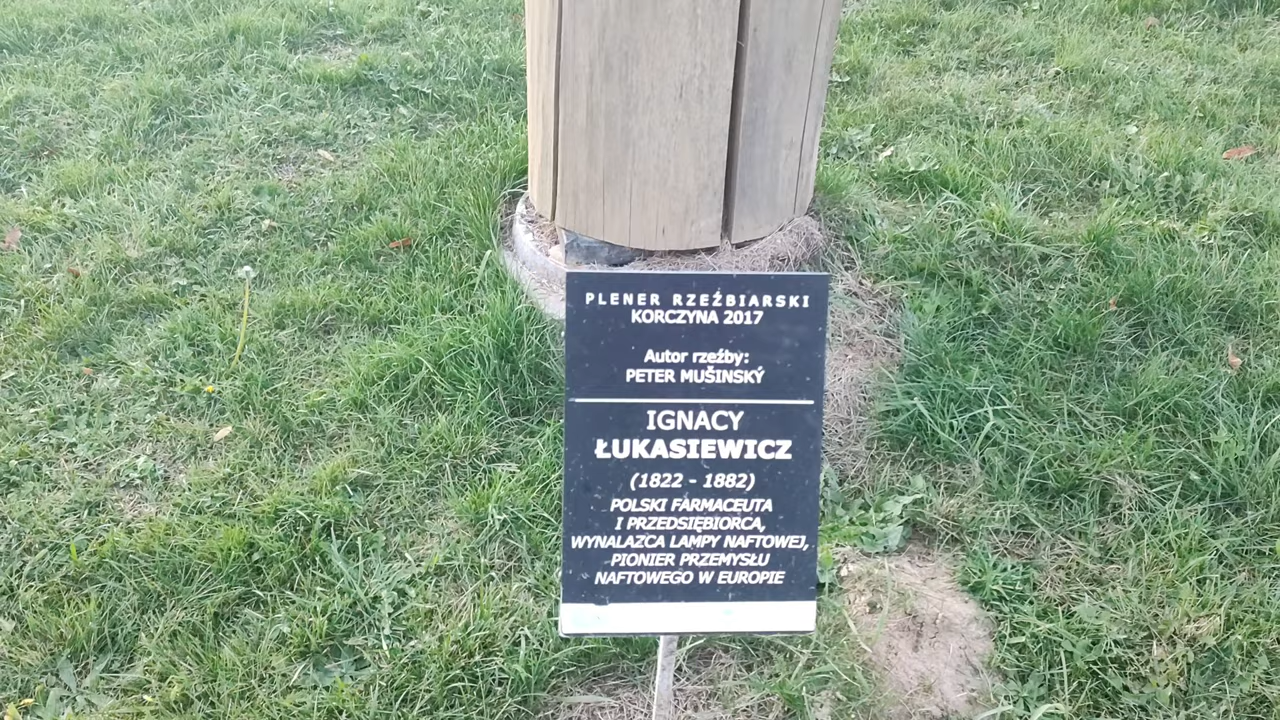 PLENER RZEŹBIARSKI
KORCZYNA 2017
Autor rzeźby:
PETER MUŠINSKÝ
IGNACY
ŁUKASIEWICZ
(1822 - 1882)
POLSKI FARMACEUTA
I PRZEDSIĘBIORCA,
WYNALAZCA LAMPY NAFTOWEJ,
PIONIER PRZEMYSŁU
NAFTOWEGO W EUROPIE